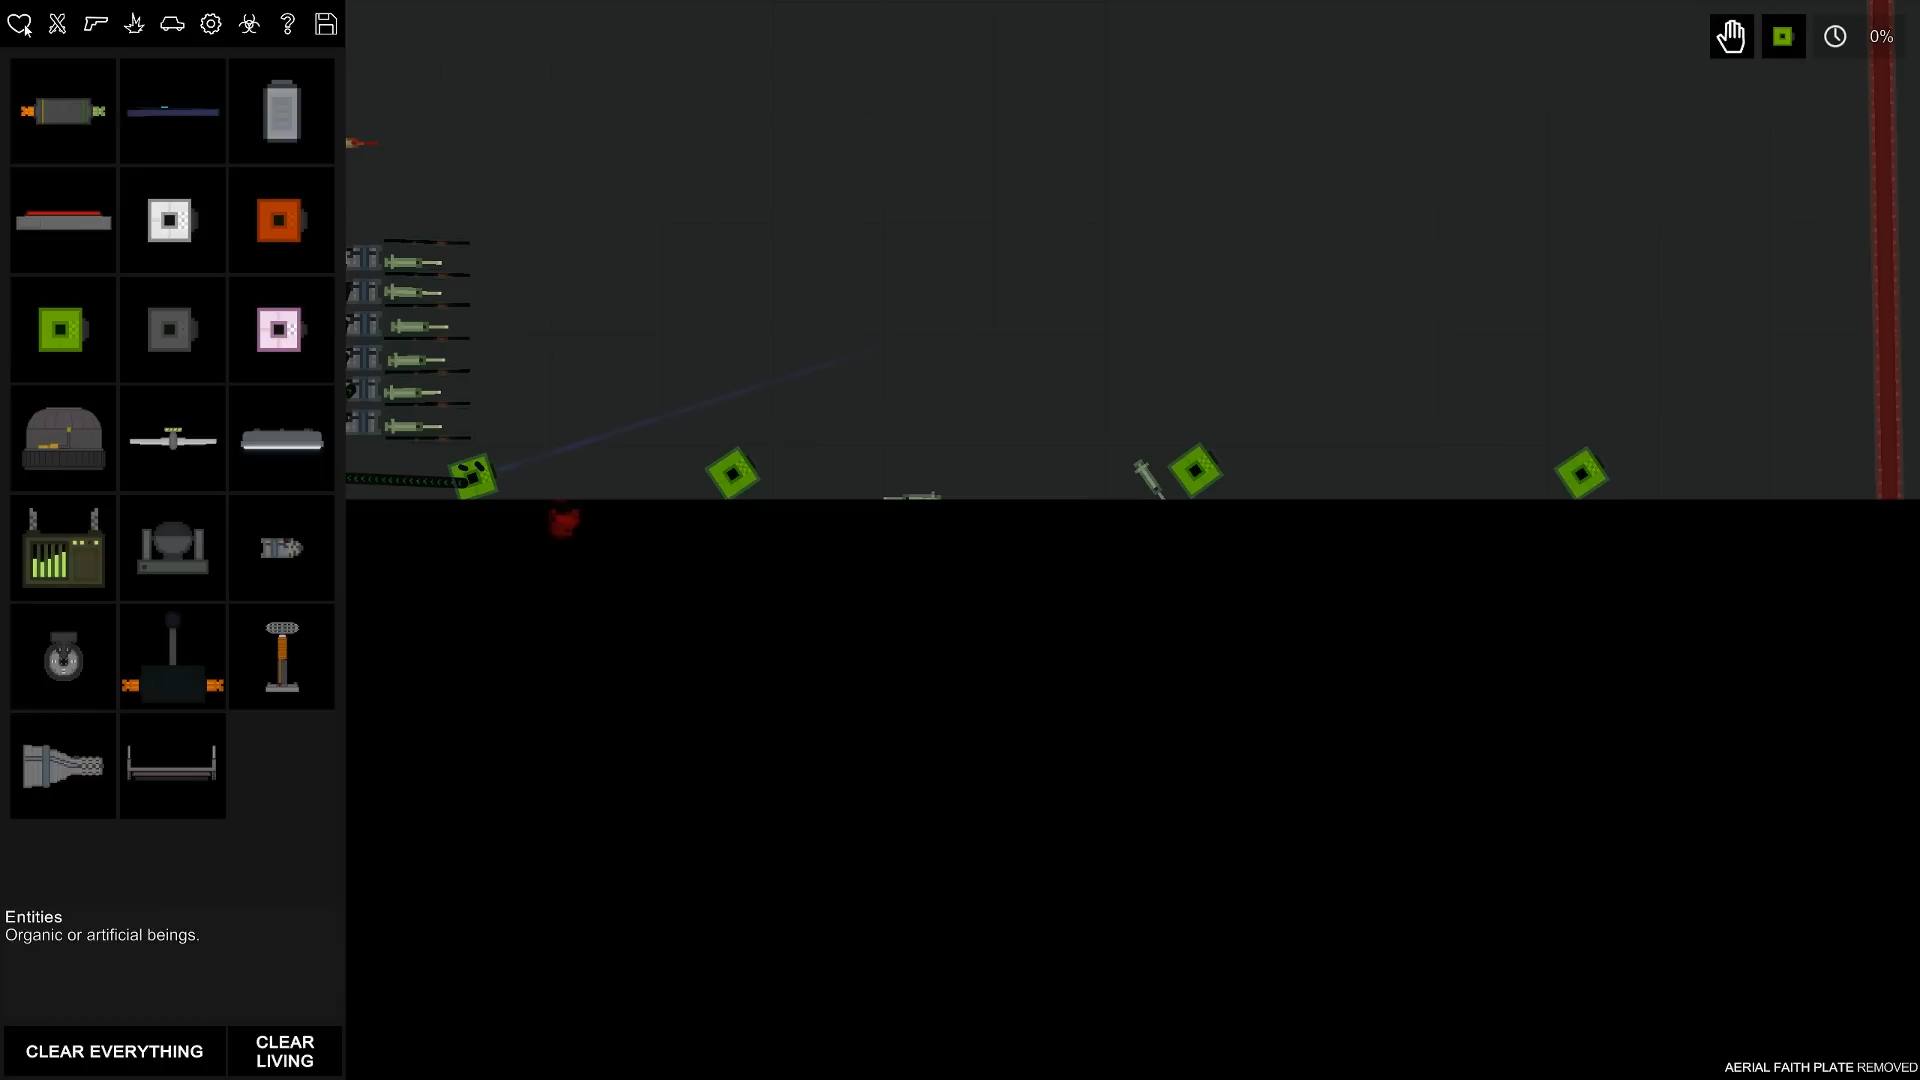 0%
Entities
Organic or artificial beings.
CLEAR EVERYTHING
CLEAR
LIVING
AERIAL FAITH PLATE REMOVED